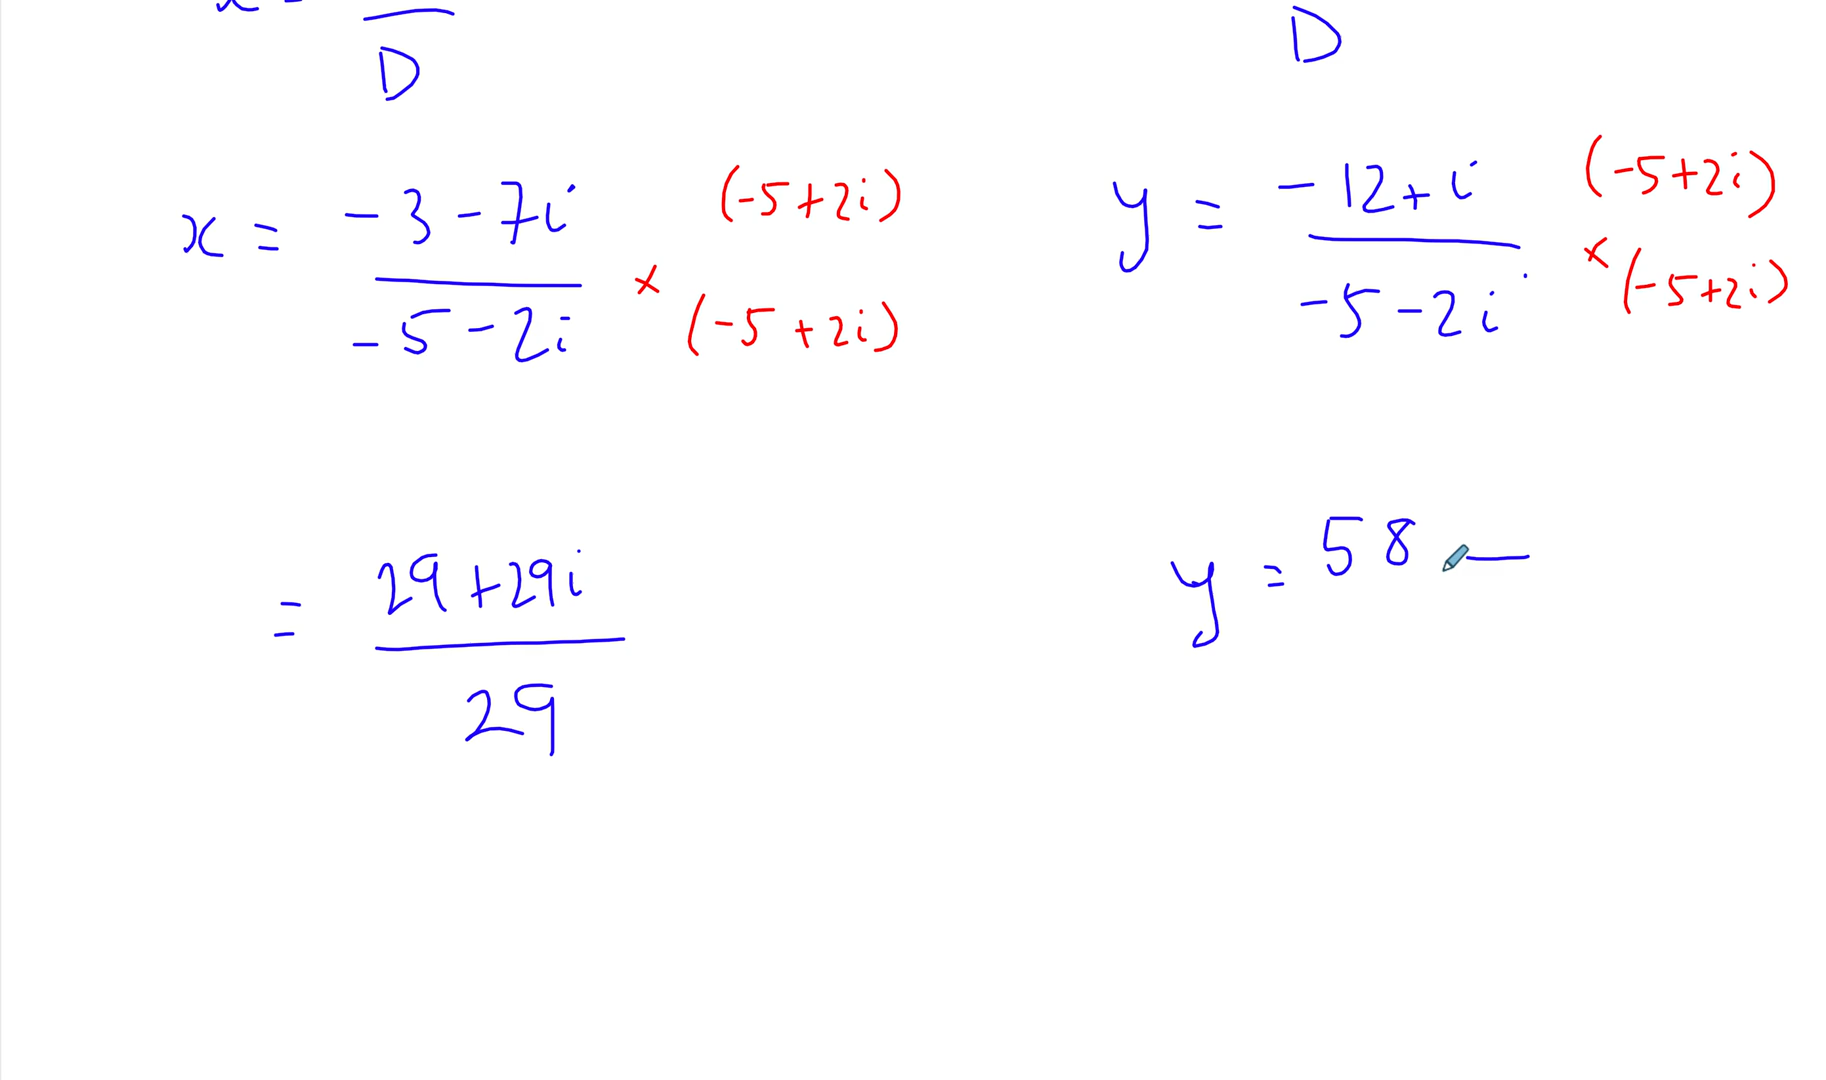 x = ― D
D
x = - 3 - 7i / - 5 - 2i × (-5+2i) / (-5+2i)
y = - 12 + i / - 5 - 2i × (-5+2i) / (-5+2i)
= 29 + 29i / 29
y = 58 —